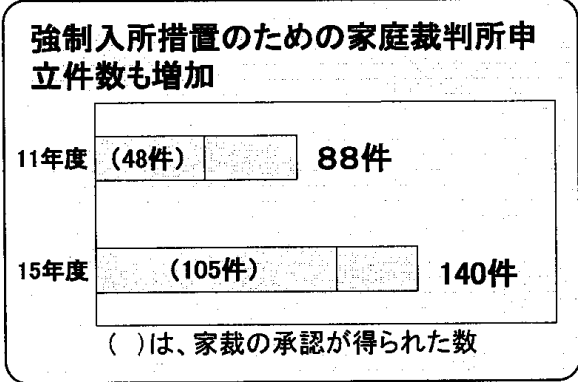 強制入所措置のための家庭裁判所申
立件数も増加
11年度 (48件) 88件
15年度 (105件) 140件
( )は、家裁の承認が得られた数